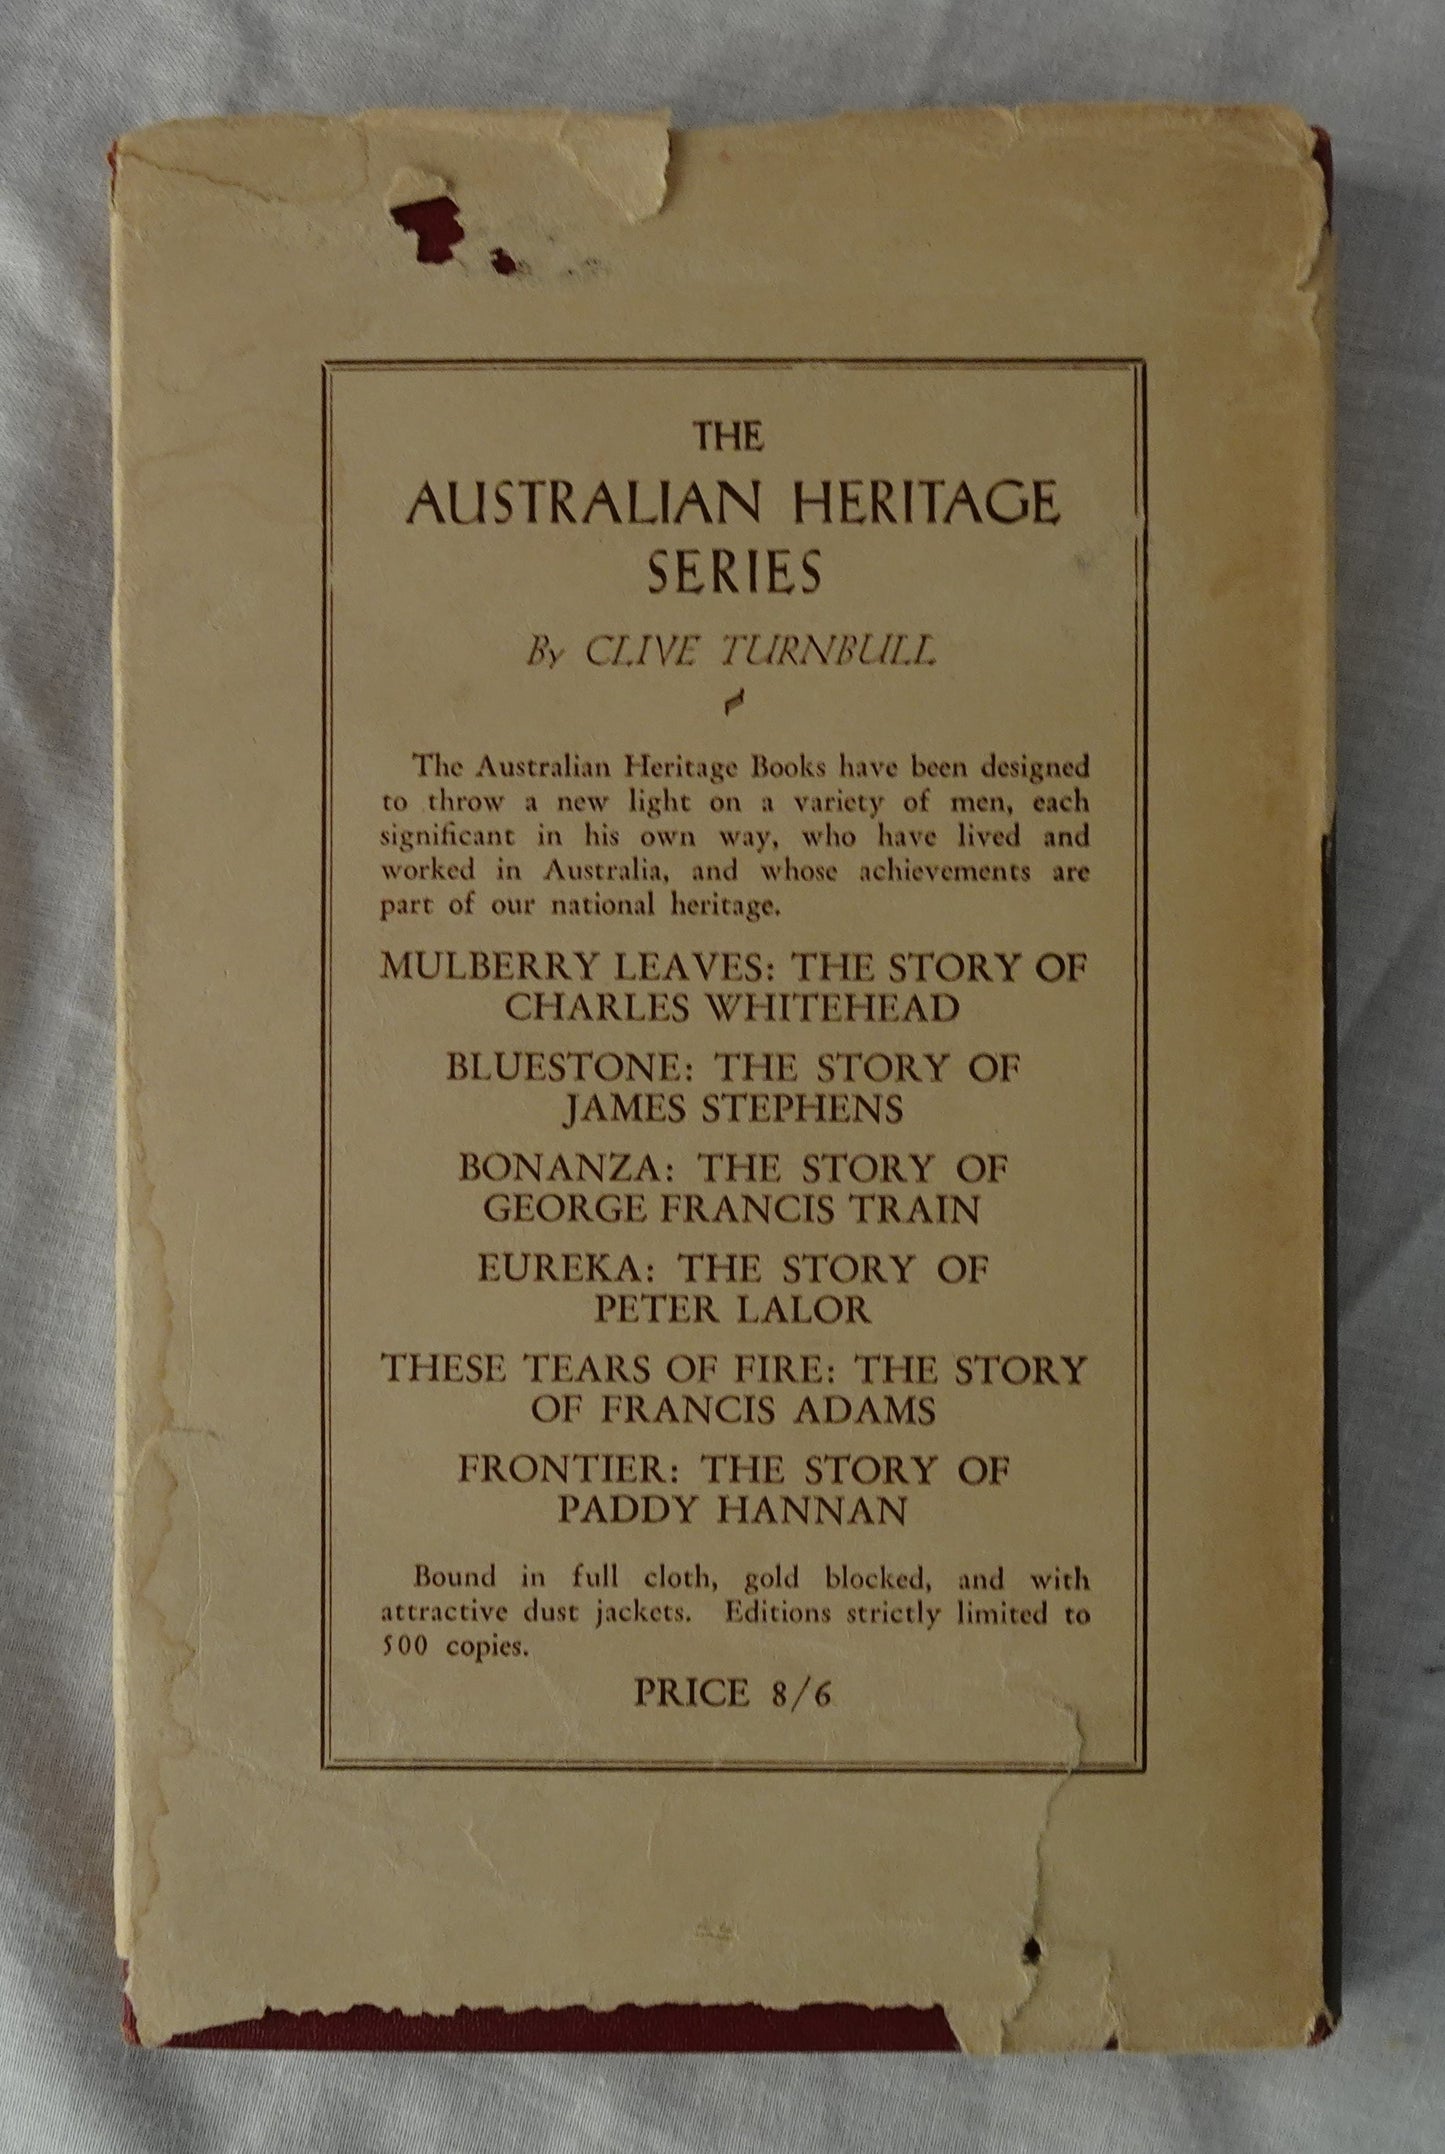 THE
AUSTRALIAN HERITAGE
SERIES
By CLIVE TURNBULL
The Australian Heritage Books have been designed
to throw a new light on a variety of men, each
significant in his own way, who have lived and
worked in Australia, and whose achievements are
part of our national heritage.
MULBERRY LEAVES: THE STORY OF
CHARLES WHITEHEAD
BLUESTONE: THE STORY OF
JAMES STEPHENS
BONANZA: THE STORY OF
GEORGE FRANCIS TRAIN
EUREKA: THE STORY OF
PETER LALOR
THESE TEARS OF FIRE: THE STORY
OF FRANCIS ADAMS
FRONTIER: THE STORY OF
PADDY HANNAN
Bound in full cloth, gold blocked, and with
attractive dust jackets. Editions strictly limited to
500 copies.
PRICE 8/6